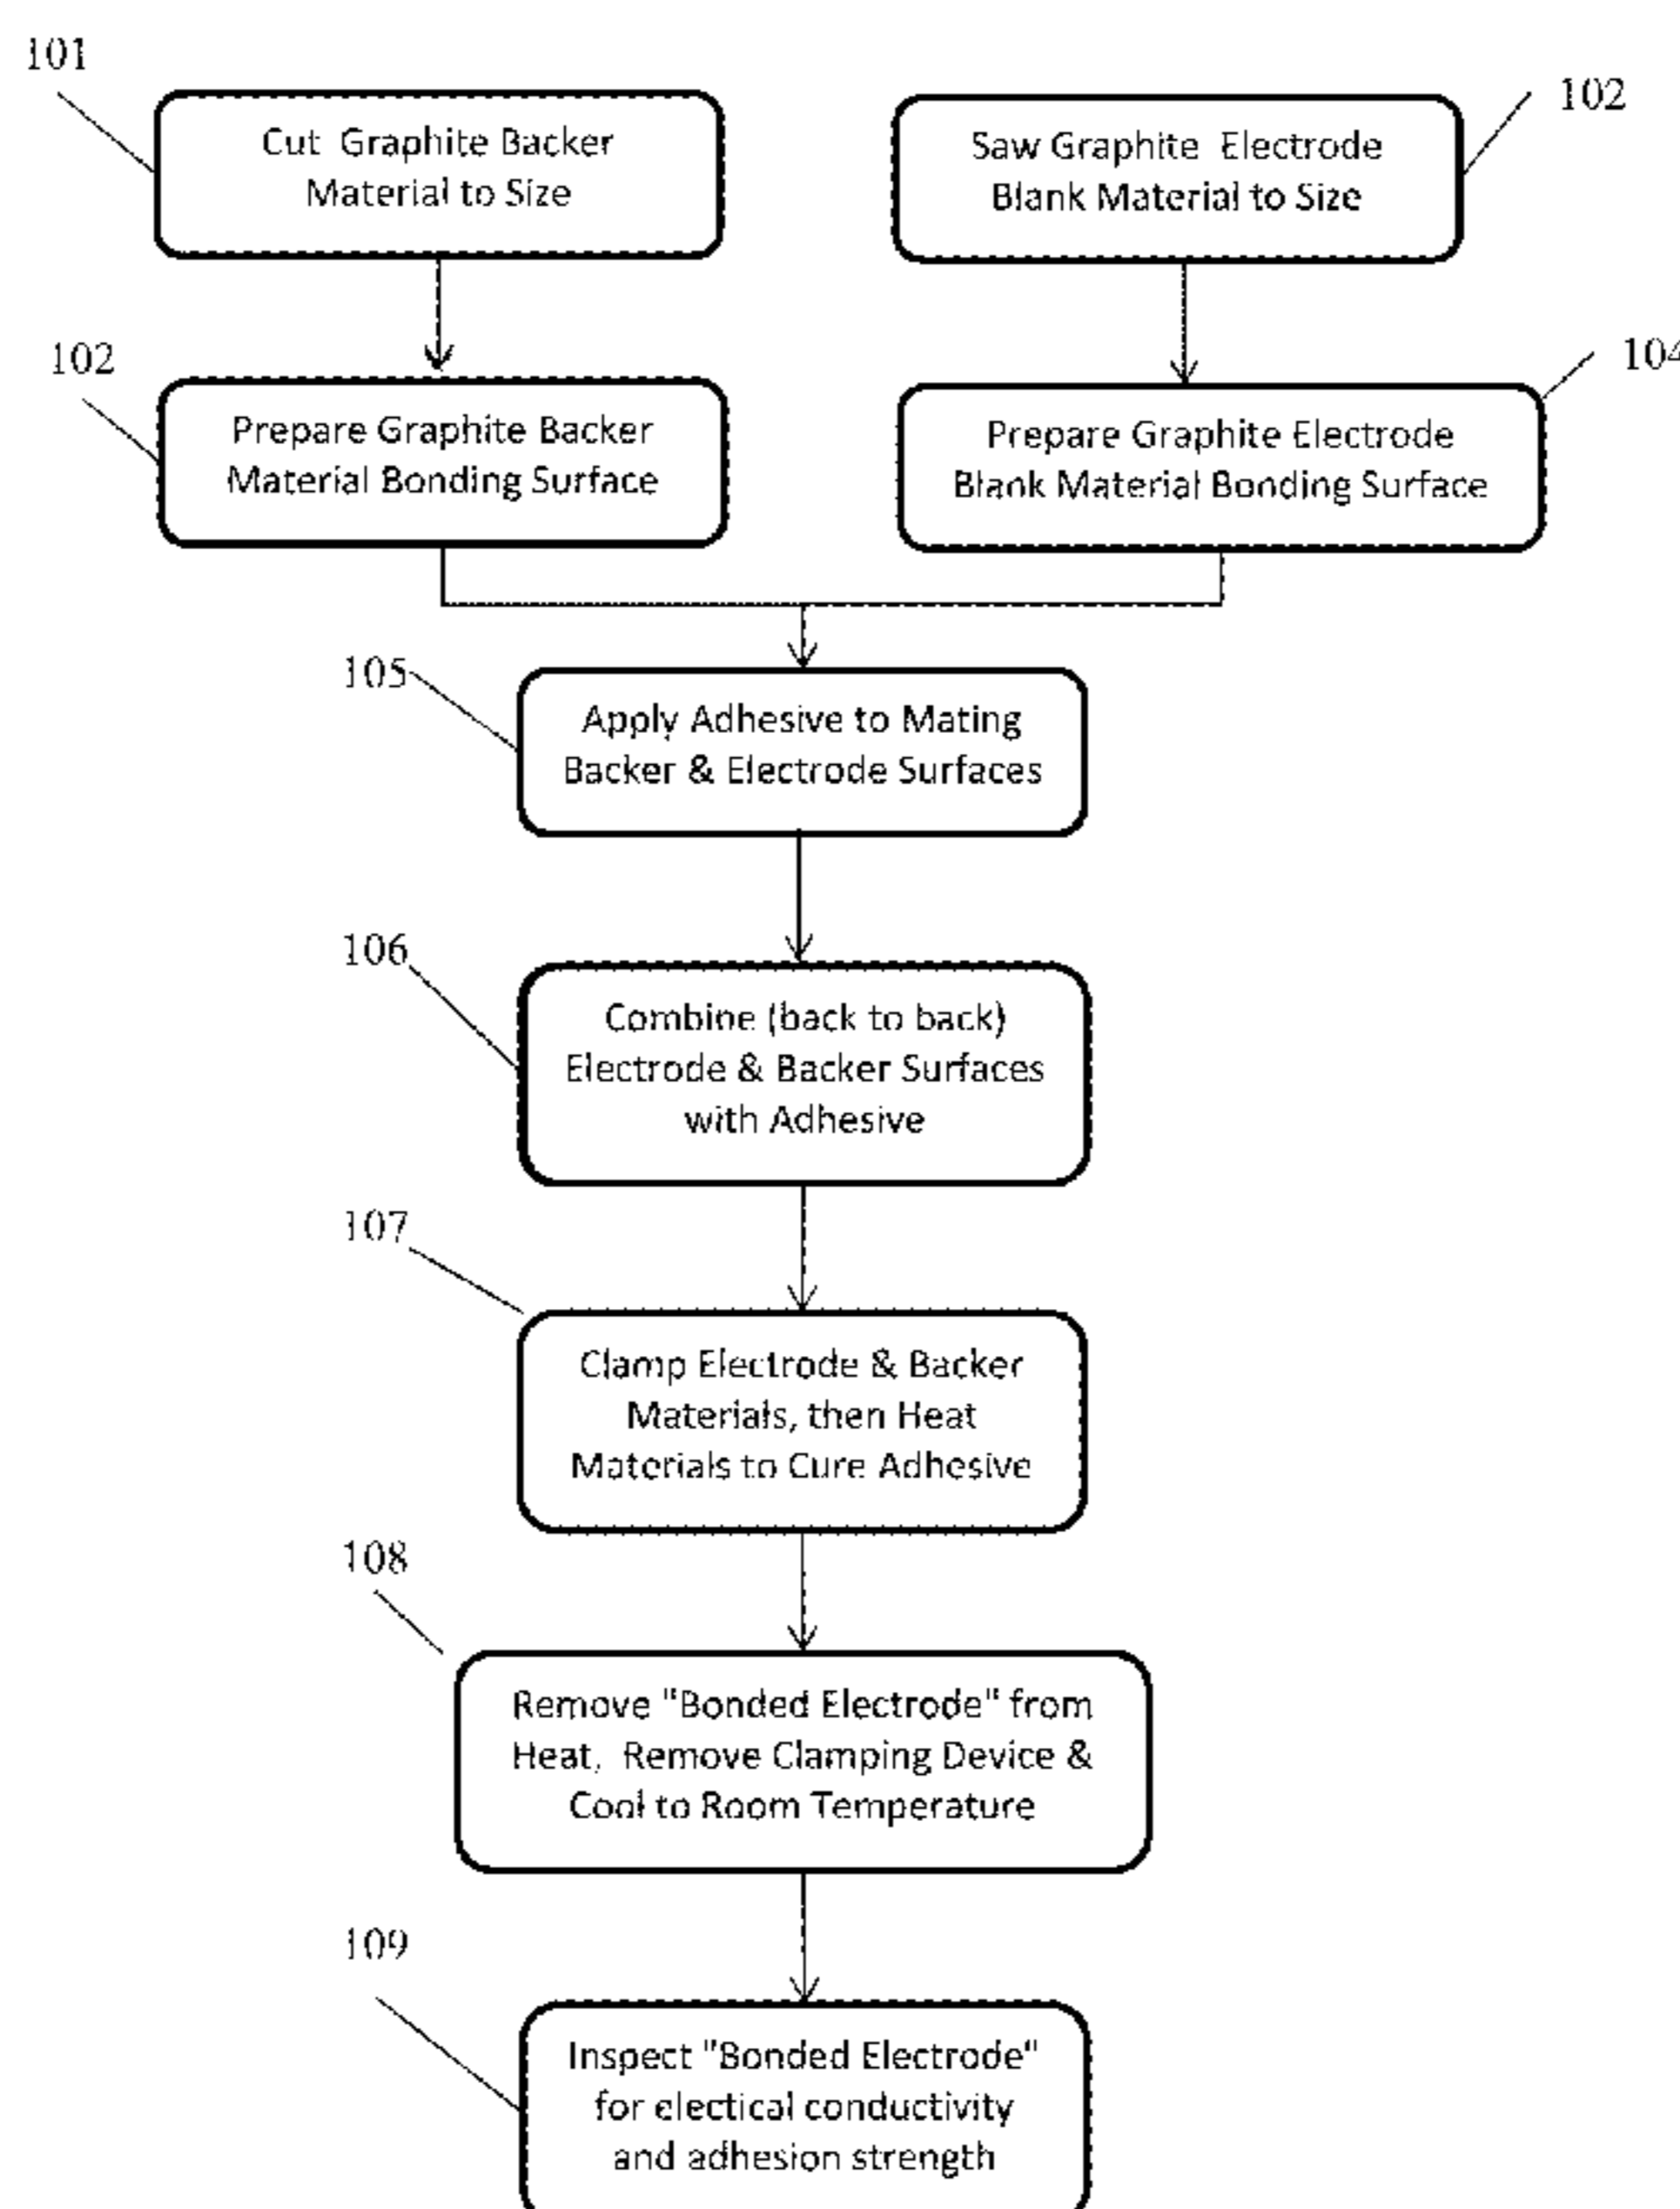 101
Cut Graphite Backer
Material to Size
102
Saw Graphite Electrode
Blank Material to Size
102
Prepare Graphite Backer
Material Bonding Surface
104
Prepare Graphite Electrode
Blank Material Bonding Surface
105
Apply Adhesive to Mating
Backer & Electrode Surfaces
106
Combine (back to back)
Electrode & Backer Surfaces
with Adhesive
107
Clamp Electrode & Backer
Materials, then Heat
Materials to Cure Adhesive
108
Remove "Bonded Electrode" from
Heat, Remove Clamping Device &
Cool to Room Temperature
109
Inspect "Bonded Electrode"
for electical conductivity
and adhesion strength